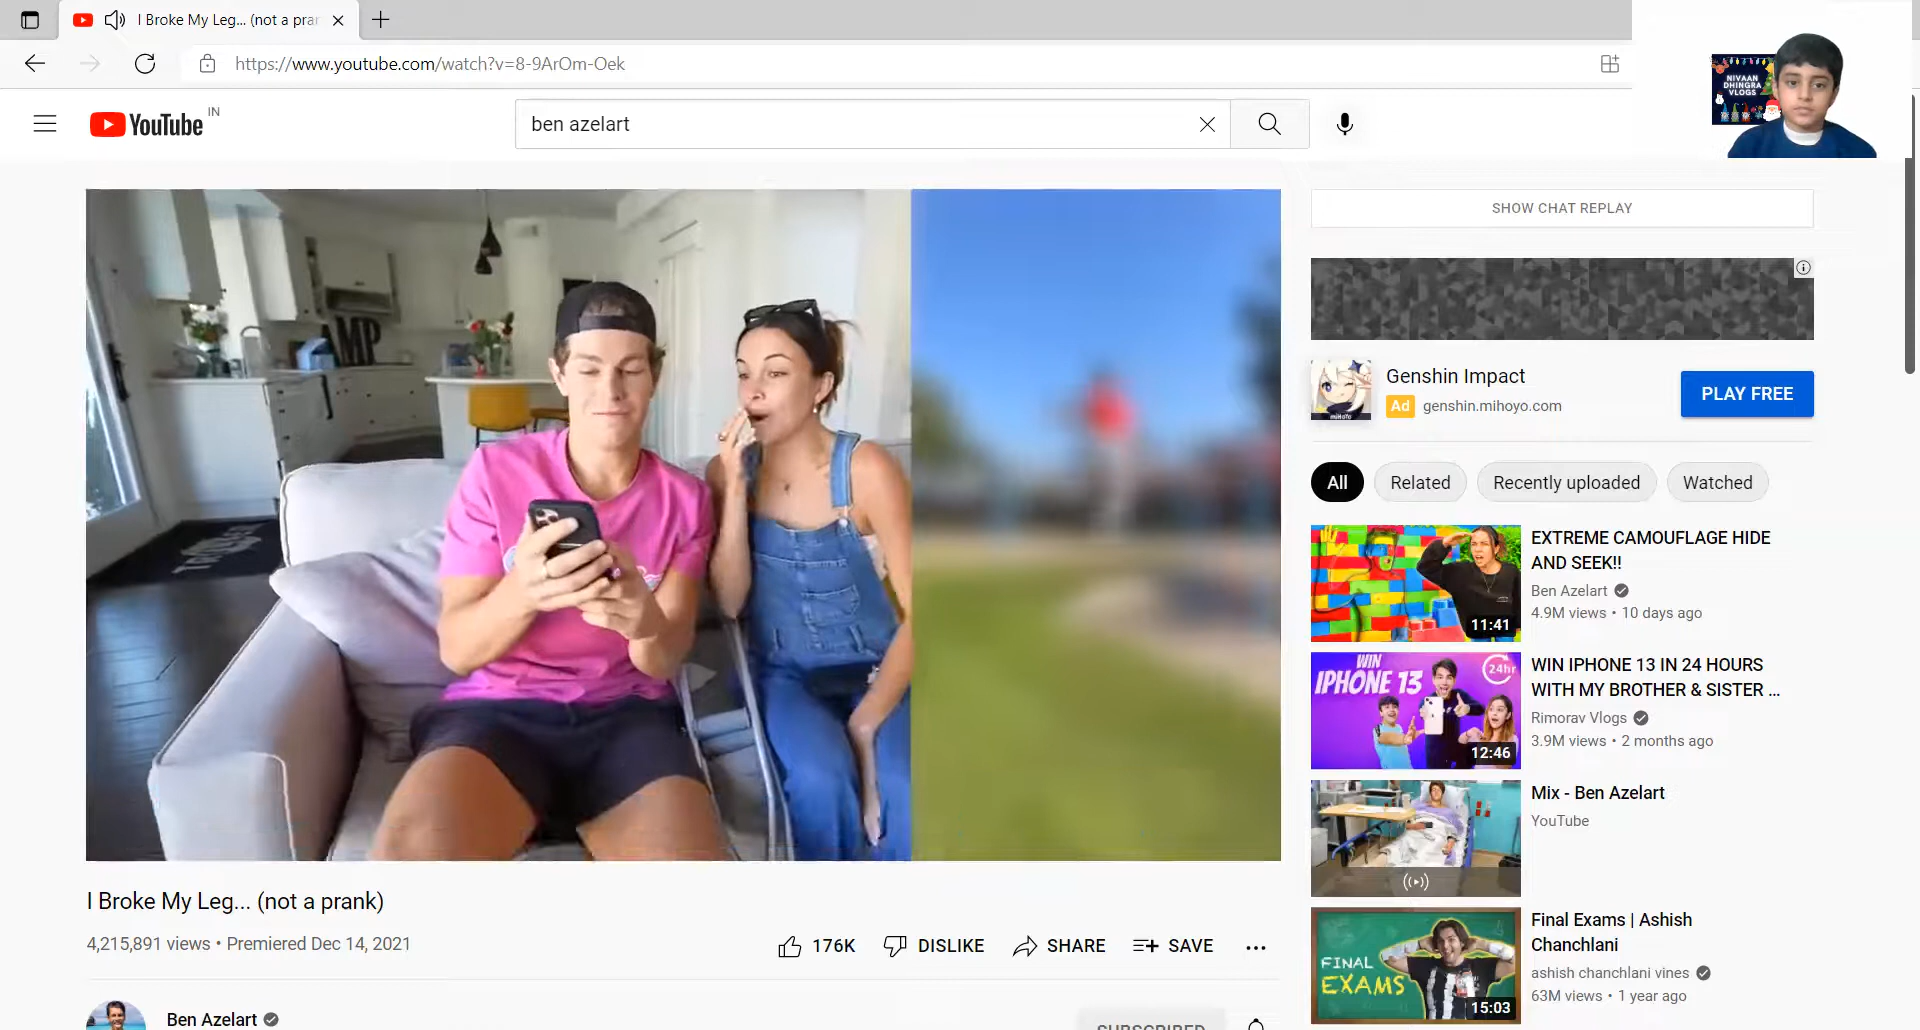 I Broke My Leg... (not a pra
https://www.youtube.com/watch?v=8-9ArOm-Oek
NIVAAN
DHINGRA
VLOGS
YouTube IN
ben azelart
SHOW CHAT REPLAY
AMP
Genshin Impact
Ad genshin.mihoyo.com
PLAY FREE
miHoYo
All Related Recently uploaded Watched
EXTREME CAMOUFLAGE HIDE
AND SEEK!!
Ben Azelart
4.9M views • 10 days ago
11:41
WIN
IPHONE 13
24hr
12:46
WIN IPHONE 13 IN 24 HOURS
WITH MY BROTHER & SISTER ...
Rimorav Vlogs
3.9M views • 2 months ago
Mix - Ben Azelart
YouTube
FINAL
EXAMS
15:03
Final Exams | Ashish
Chanchlani
ashish chanchlani vines
63M views • 1 year ago
I Broke My Leg... (not a prank)
4,215,891 views • Premiered Dec 14, 2021
176K DISLIKE SHARE SAVE
Ben Azelart
SUBSCRIBED